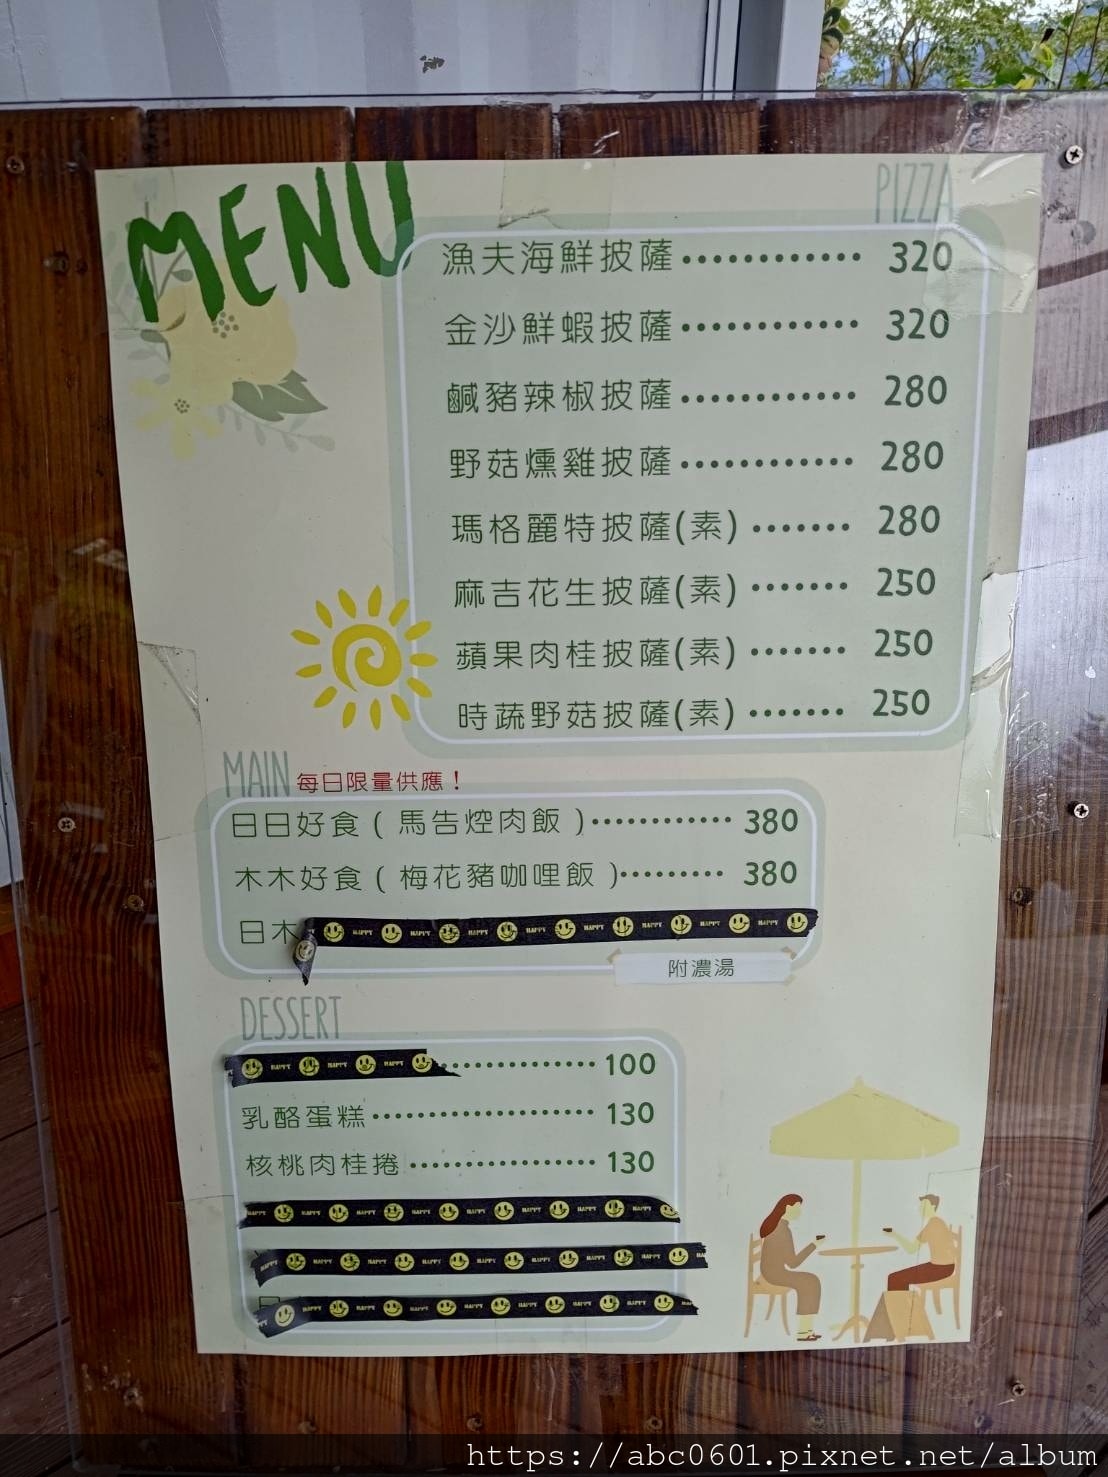 MENU
PIZZA
漁夫海鮮披薩 ············ 320
金沙鮮蝦披薩 ············ 320
鹹豬辣椒披薩 ············ 280
野菇燻雞披薩 ············ 280
瑪格麗特披薩(素) ······· 280
麻吉花生披薩(素) ······· 250
蘋果肉桂披薩(素) ······· 250
時蔬野菇披薩(素) ······· 250
MAIN 每日限量供應！
日日好食 ( 馬告焢肉飯 ) ············ 380
木木好食 ( 梅花豬咖哩飯 ) ········· 380
日木
附濃湯
DESSERT
············· 100
乳酪蛋糕 ··················· 130
核桃肉桂捲 ················ 130
https://abc0601.pixnet.net/album